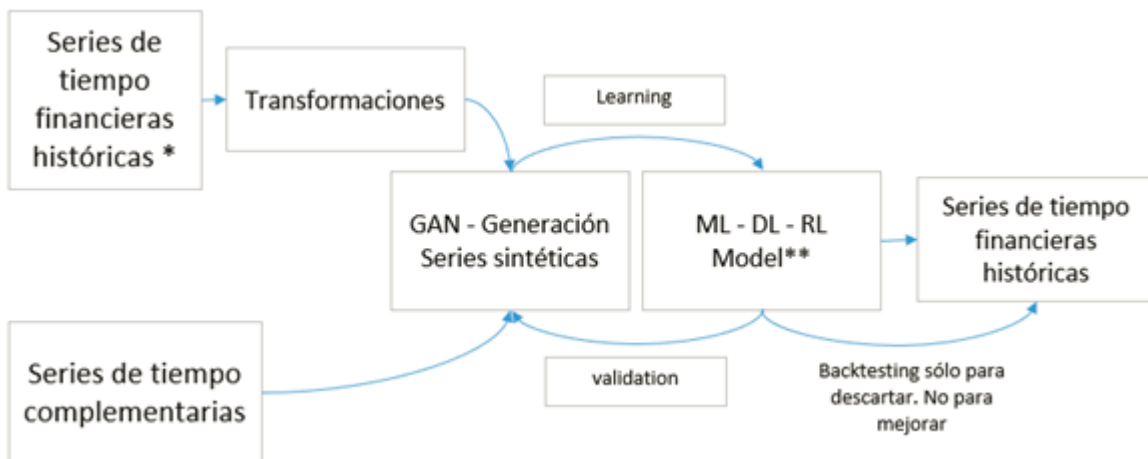 Series de
tiempo
financieras
históricas *
Transformaciones
Learning
GAN - Generación
Series sintéticas
ML - DL - RL
Model**
Series de tiempo
financieras
históricas
Series de tiempo
complementarias
validation
Backtesting sólo para
descartar. No para
mejorar